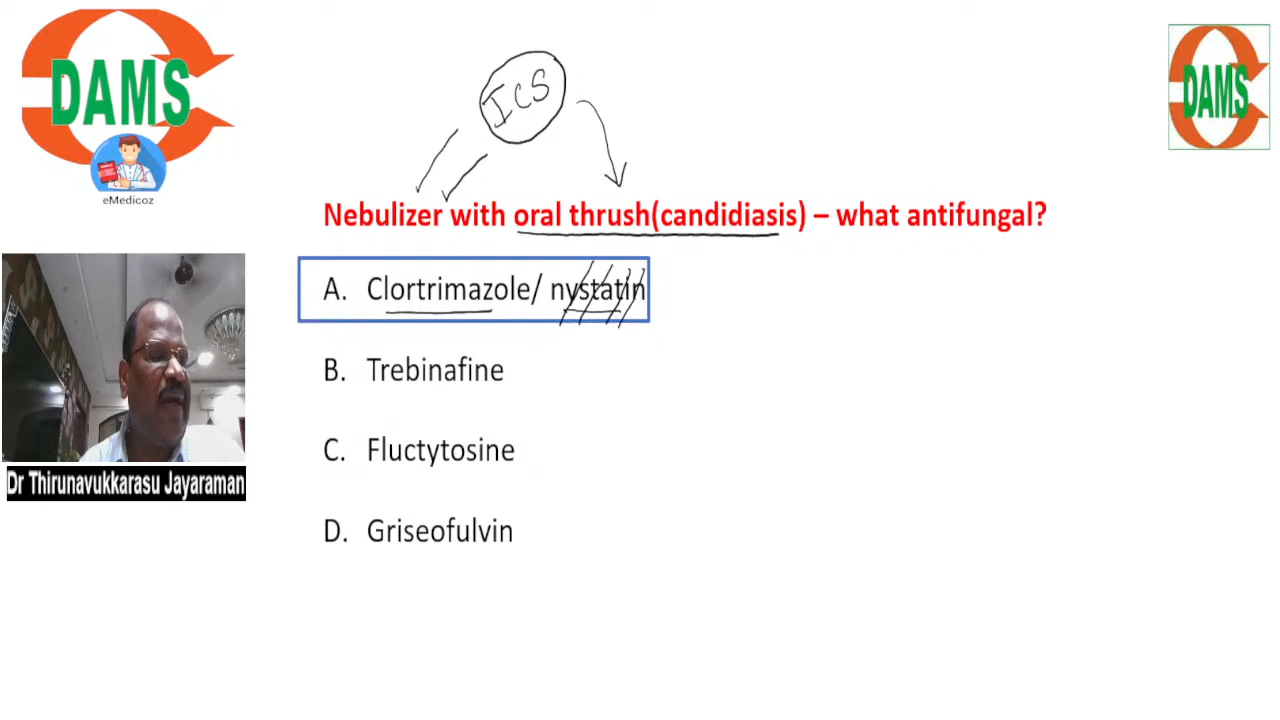 DAMS
eMedicoz
DAMS
ICS
Nebulizer with oral thrush(candidiasis) – what antifungal?
A. Clortrimazole/ nystatin
B. Trebinafine
C. Fluctytosine
D. Griseofulvin
Dr Thirunavukkarasu Jayaraman